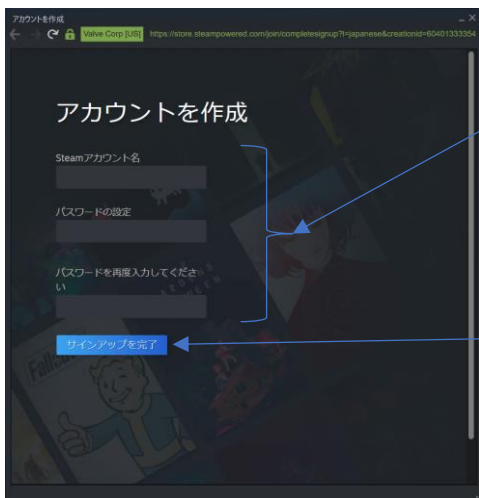 アカウントを作成
Valve Corp [US] https://store.steampowered.com/join/completesignup?l=japanese&creationid=60401333354
アカウントを作成
Steamアカウント名
パスワードの設定
パスワードを再度入力してくださ
い
サインアップを完了
Fallout